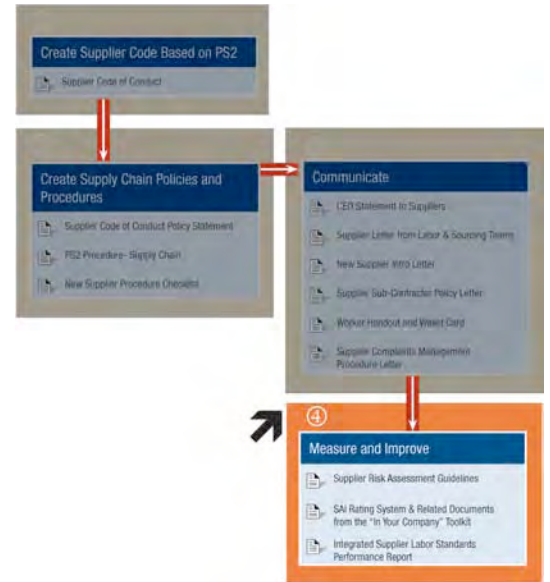 Create Supplier Code Based on PS2
Supplier Code of Conduct
Create Supply Chain Policies and
Procedures
Supplier Code of Conduct Policy Statement
PS2 Procedure- Supply Chain
New Supplier Procedure Checklist
Communicate
CEO Statement to Suppliers
Supplier Letter from Labor & Sourcing Teams
New Supplier Intro Letter
Supplier Sub-Contractor Policy Letter
Worker Handout and Wallet Card
Supplier Complaints Management
Procedure Letter
④
Measure and Improve
Supplier Risk Assessment Guidelines
SAI Rating System & Related Documents
from the "In Your Company" Toolkit
Integrated Supplier Labor Standards
Performance Report